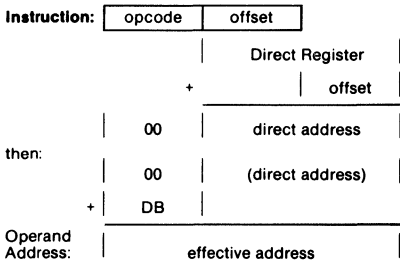 Instruction: opcode offset
Direct Register
+ offset
00 direct address
then:
00 (direct address)
+ DB
Operand
Address: effective address